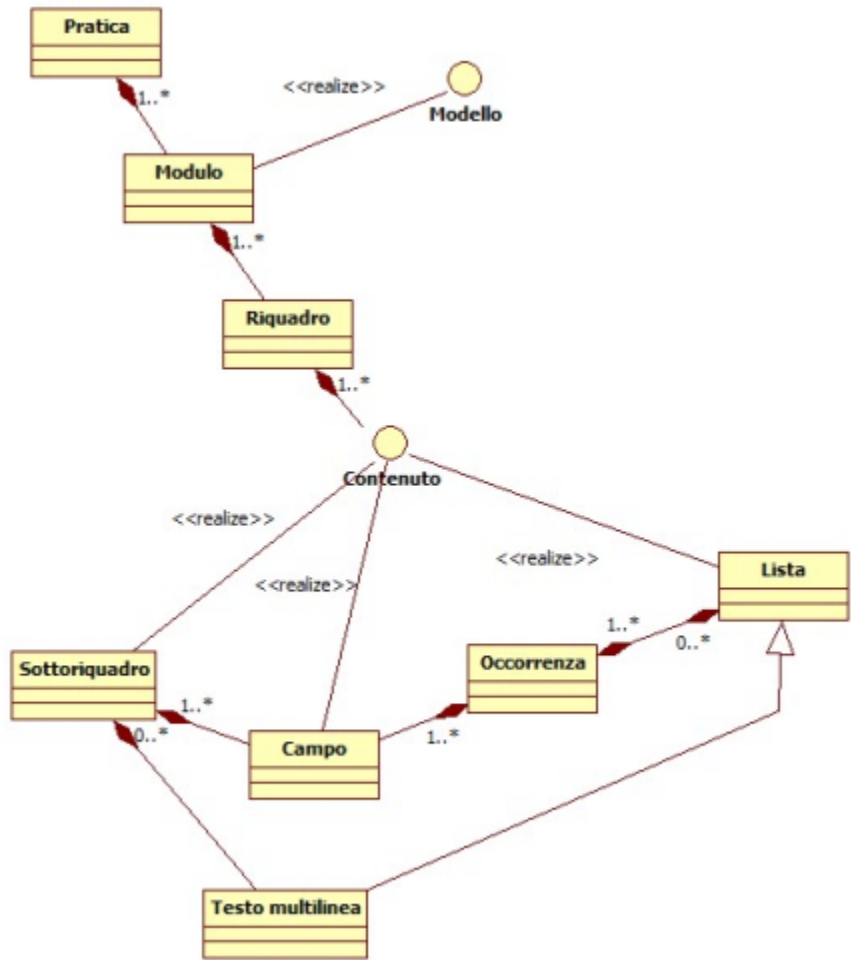 Pratica
1..*
<<realize>>
Modello
Modulo
1..*
Riquadro
1..*
Contenuto
<<realize>>
<<realize>>
<<realize>>
Lista
1..*
0..*
Occorrenza
Sottoriquadro
1..*
0..*
1..*
Campo
Testo multilinea